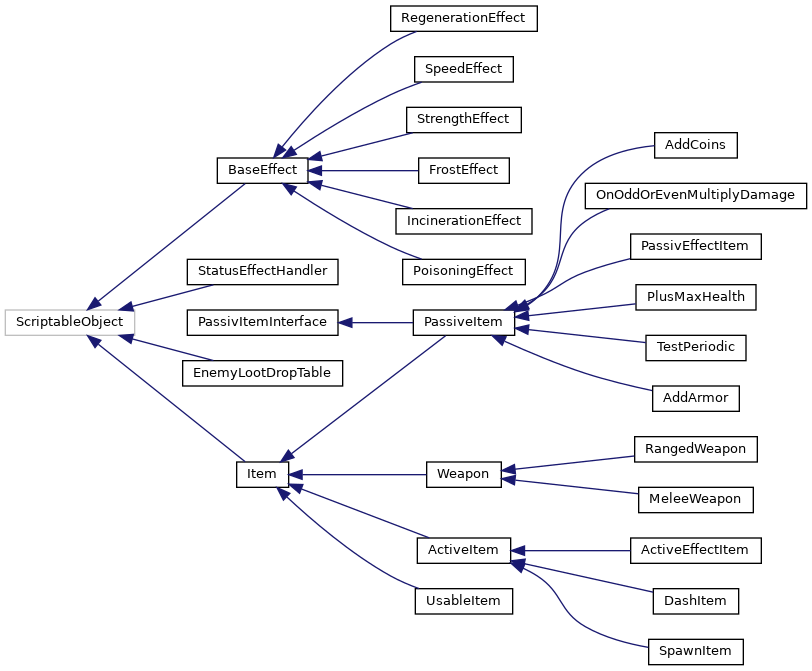 RegenerationEffect
SpeedEffect
StrengthEffect
AddCoins
BaseEffect
FrostEffect
OnOddOrEvenMultiplyDamage
IncinerationEffect
PassivEffectItem
StatusEffectHandler
PoisoningEffect
PlusMaxHealth
ScriptableObject
PassivItemInterface
PassiveItem
TestPeriodic
EnemyLootDropTable
AddArmor
RangedWeapon
Item
Weapon
MeleeWeapon
ActiveItem
ActiveEffectItem
UsableItem
DashItem
SpawnItem